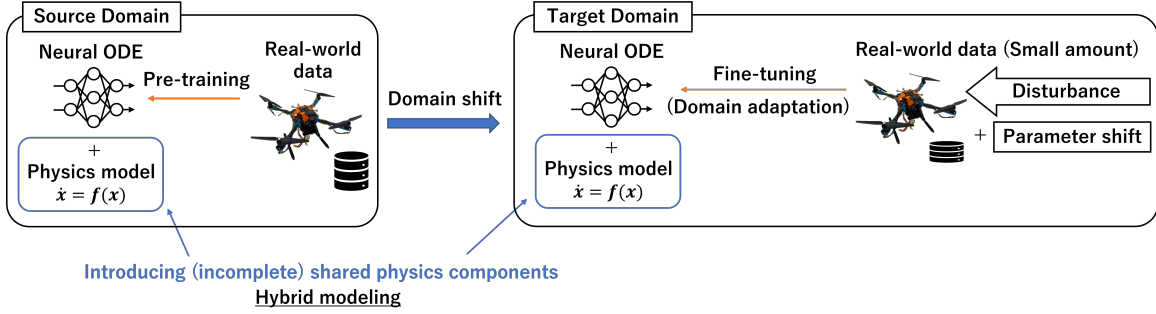 Source Domain
Neural ODE
Real-world
data
Pre-training
+
Physics model
ẋ = f(x)
Domain shift
Target Domain
Neural ODE
Real-world data (Small amount)
Fine-tuning
(Domain adaptation)
Disturbance
+
Parameter shift
+
Physics model
ẋ = f(x)
Introducing (incomplete) shared physics components
Hybrid modeling